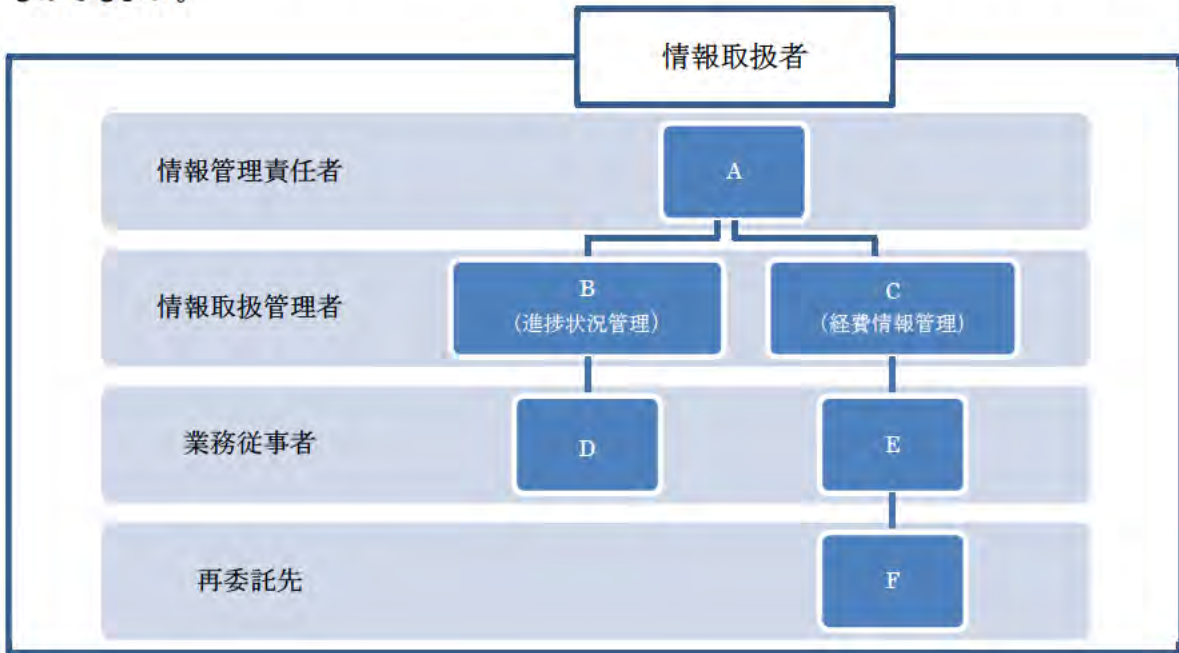 情報取扱者
情報管理責任者
A
情報取扱管理者
B
(進捗状況管理)
C
(経費情報管理)
業務従事者
D
E
再委託先
F